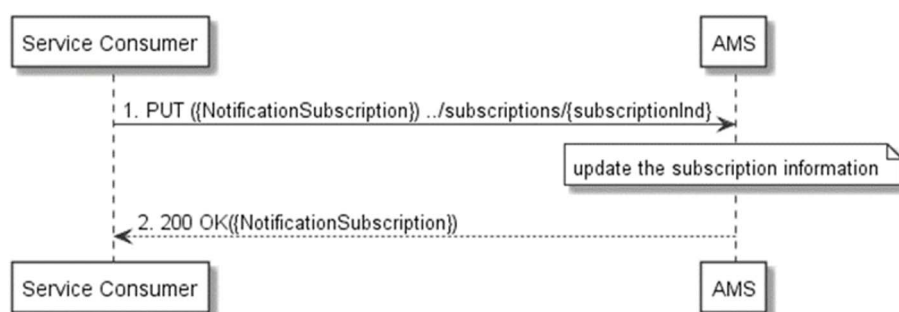 Service Consumer
AMS
1. PUT ({NotificationSubscription}) ../subscriptions/{subscriptionInd}
update the subscription information
2. 200 OK({NotificationSubscription})
Service Consumer
AMS